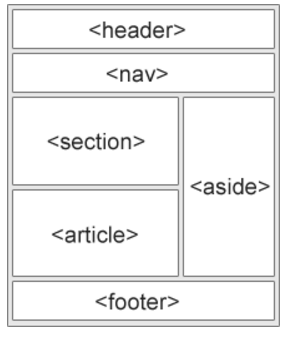 <header>
<nav>
<section>
<aside>
<article>
<footer>